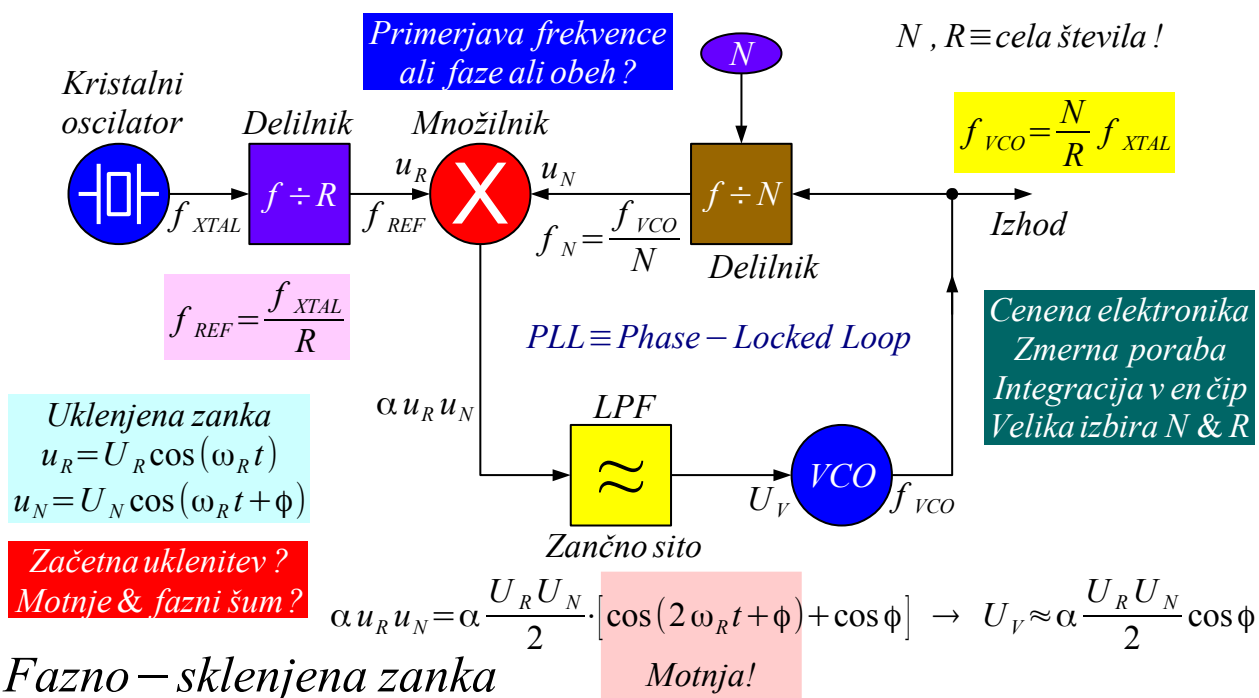 Primerjava frekvence
ali faze ali obeh ?
N
N , R ≡ cela števila !
Kristalni
oscilator
Delilnik
Množilnik
f_VCO = N/R f_XTAL
u_R
u_N
f ÷ R
X
f ÷ N
f_XTAL
f_REF
f_N = f_VCO/N
Delilnik
Izhod
f_REF = f_XTAL/R
PLL ≡ Phase − Locked Loop
Cenena elektronika
Zmerna poraba
Integracija v en čip
Velika izbira N & R
α u_R u_N
LPF
Uklenjena zanka
u_R = U_R cos(ω_R t)
u_N = U_N cos(ω_R t + ϕ)
≈
VCO
U_V
f_VCO
Zančno sito
Začetna uklenitev ?
Motnje & fazni šum ?
α u_R u_N = α U_R U_N/2 · [cos(2 ω_R t + ϕ) + cos ϕ] → U_V ≈ α U_R U_N/2 cos ϕ
Motnja!
Fazno − sklenjena zanka